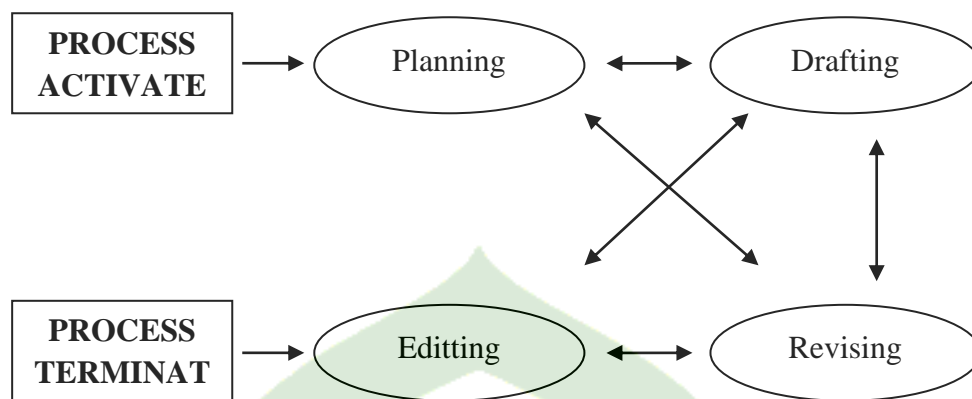 PROCESS
ACTIVATE
Planning
Drafting
PROCESS
TERMINAT
Editting
Revising